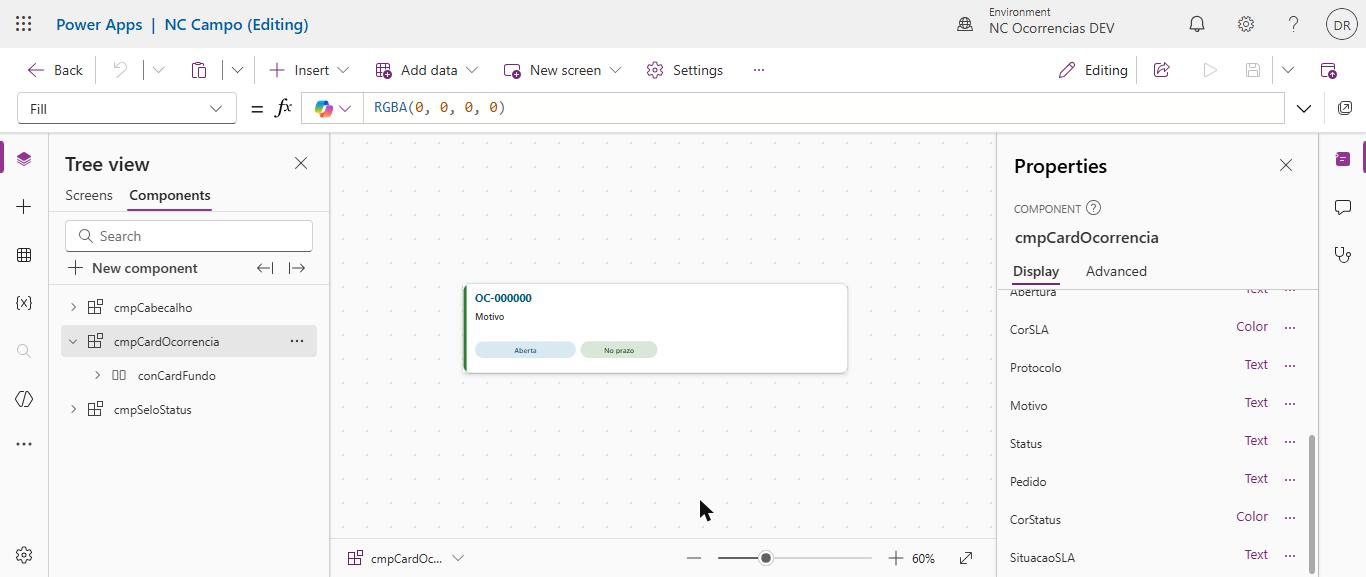 Power Apps | NC Campo (Editing)
Environment
NC Ocorrencias DEV
DR
Back
Insert
Add data
New screen
Settings
...
Editing
Fill
= fx
RGBA(0, 0, 0, 0)
Tree view
Screens
Components
Search
New component
cmpCabecalho
cmpCardOcorrencia
...
conCardFundo
cmpSeloStatus
OC-000000
Motivo
Aberta
No prazo
cmpCardOc...
60%
Properties
COMPONENT
cmpCardOcorrencia
Display
Advanced
Abertura Text ...
CorSLA Color ...
Protocolo Text ...
Motivo Text ...
Status Text ...
Pedido Text ...
CorStatus Color ...
SituacaoSLA Text ...